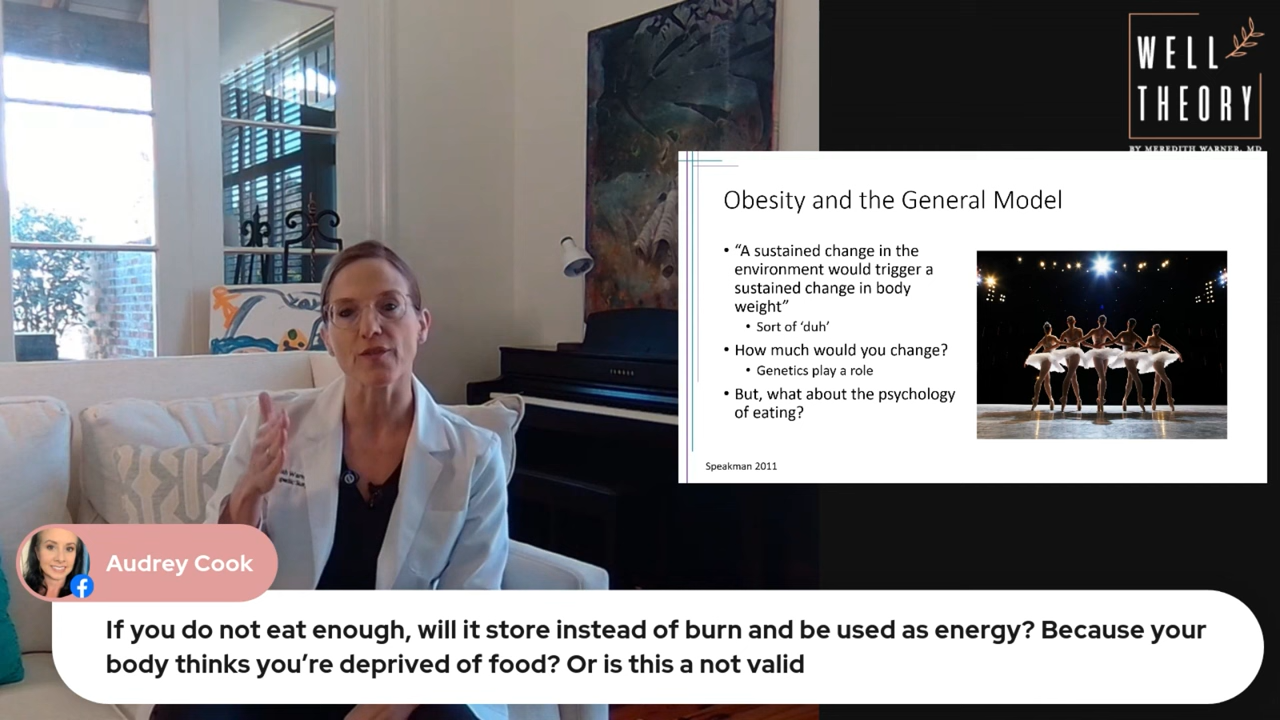 WELL
THEORY
BY MEREDITH WARNER, MD
Obesity and the General Model
• “A sustained change in the
environment would trigger a
sustained change in body
weight”
• Sort of ‘duh’
• How much would you change?
• Genetics play a role
• But, what about the psychology
of eating?
Speakman 2011
Audrey Cook
If you do not eat enough, will it store instead of burn and be used as energy? Because your
body thinks you’re deprived of food? Or is this a not valid